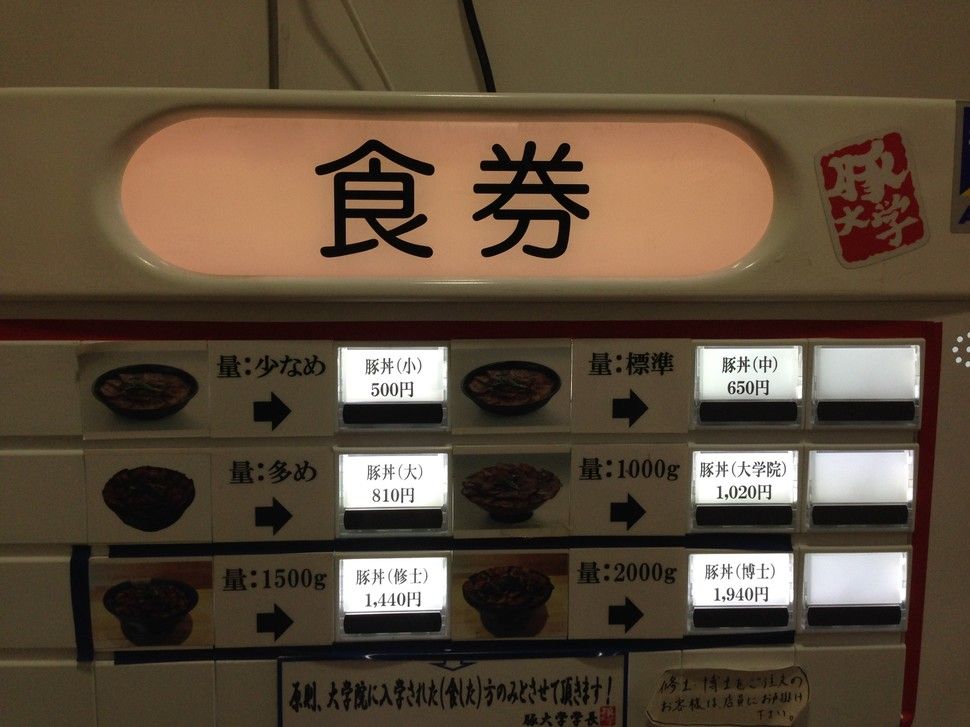 食券
豚
大学
量：少なめ
豚丼（小）
500円
量：標準
豚丼（中）
650円
量：多め
豚丼（大）
810円
量：1000g
豚丼（大学院）
1,020円
量：1500g
豚丼（修士）
1,440円
量：2000g
豚丼（博士）
1,940円
原則、大学院に入学された（食した）方のみとさせて頂きます！
豚大学学長
修士・博士をご注文の
お客様は店員にお声掛け
下さい。